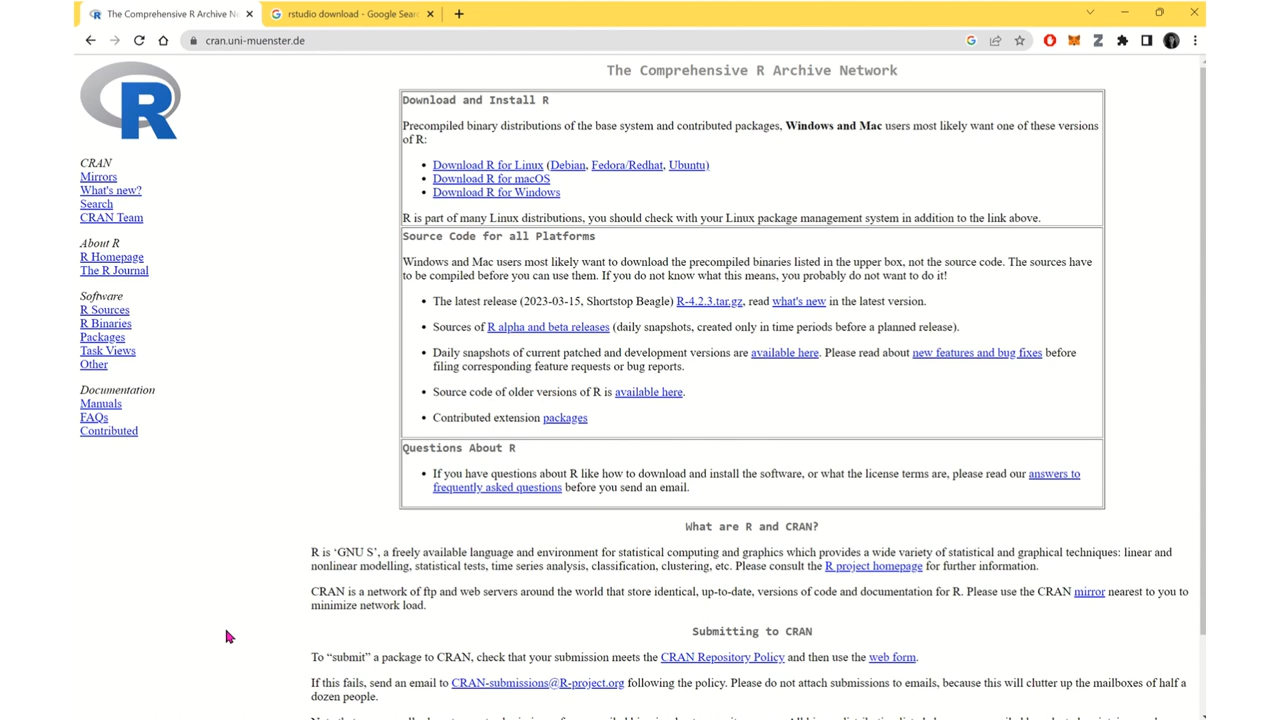 The Comprehensive R Archive N
rstudio download - Google Sear
cran.uni-muenster.de
R
CRAN
Mirrors
What's new?
Search
CRAN Team
About R
R Homepage
The R Journal
Software
R Sources
R Binaries
Packages
Task Views
Other
Documentation
Manuals
FAQs
Contributed
The Comprehensive R Archive Network
Download and Install R
Precompiled binary distributions of the base system and contributed packages, Windows and Mac users most likely want one of these versions
of R:
• Download R for Linux (Debian, Fedora/Redhat, Ubuntu)
• Download R for macOS
• Download R for Windows
R is part of many Linux distributions, you should check with your Linux package management system in addition to the link above.
Source Code for all Platforms
Windows and Mac users most likely want to download the precompiled binaries listed in the upper box, not the source code. The sources have
to be compiled before you can use them. If you do not know what this means, you probably do not want to do it!
• The latest release (2023-03-15, Shortstop Beagle) R-4.2.3.tar.gz, read what's new in the latest version.
• Sources of R alpha and beta releases (daily snapshots, created only in time periods before a planned release).
• Daily snapshots of current patched and development versions are available here. Please read about new features and bug fixes before
filing corresponding feature requests or bug reports.
• Source code of older versions of R is available here.
• Contributed extension packages
Questions About R
• If you have questions about R like how to download and install the software, or what the license terms are, please read our answers to
frequently asked questions before you send an email.
What are R and CRAN?
R is ‘GNU S’, a freely available language and environment for statistical computing and graphics which provides a wide variety of statistical and graphical techniques: linear and
nonlinear modelling, statistical tests, time series analysis, classification, clustering, etc. Please consult the R project homepage for further information.
CRAN is a network of ftp and web servers around the world that store identical, up-to-date, versions of code and documentation for R. Please use the CRAN mirror nearest to you to
minimize network load.
Submitting to CRAN
To “submit” a package to CRAN, check that your submission meets the CRAN Repository Policy and then use the web form.
If this fails, send an email to CRAN-submissions@R-project.org following the policy. Please do not attach submissions to emails, because this will clutter up the mailboxes of half a
dozen people.